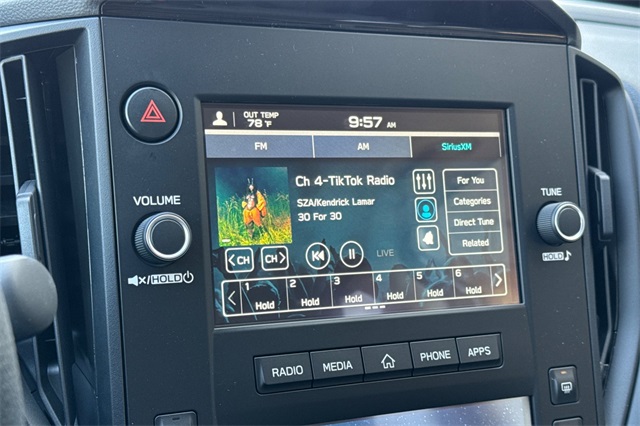 OUT TEMP
78 °F
9:57 AM
FM
AM
SiriusXM
Ch 4-TikTok Radio
SZA/Kendrick Lamar
30 For 30
For You
Categories
Direct Tune
Related
CH
CH
LIVE
1
Hold
2
Hold
3
Hold
4
Hold
5
Hold
6
Hold
VOLUME
HOLD
TUNE
HOLD
RADIO
MEDIA
PHONE
APPS